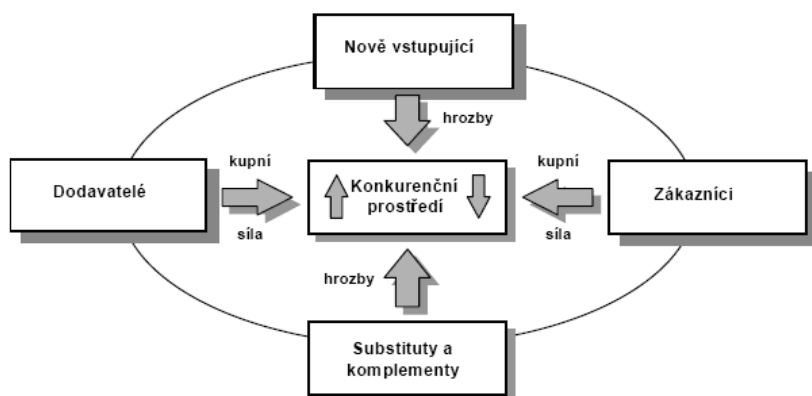 Nově vstupující
hrozby
Dodavatelé
kupní
síla
Konkurenční
prostředí
kupní
síla
Zákazníci
hrozby
Substituty a
komplementy